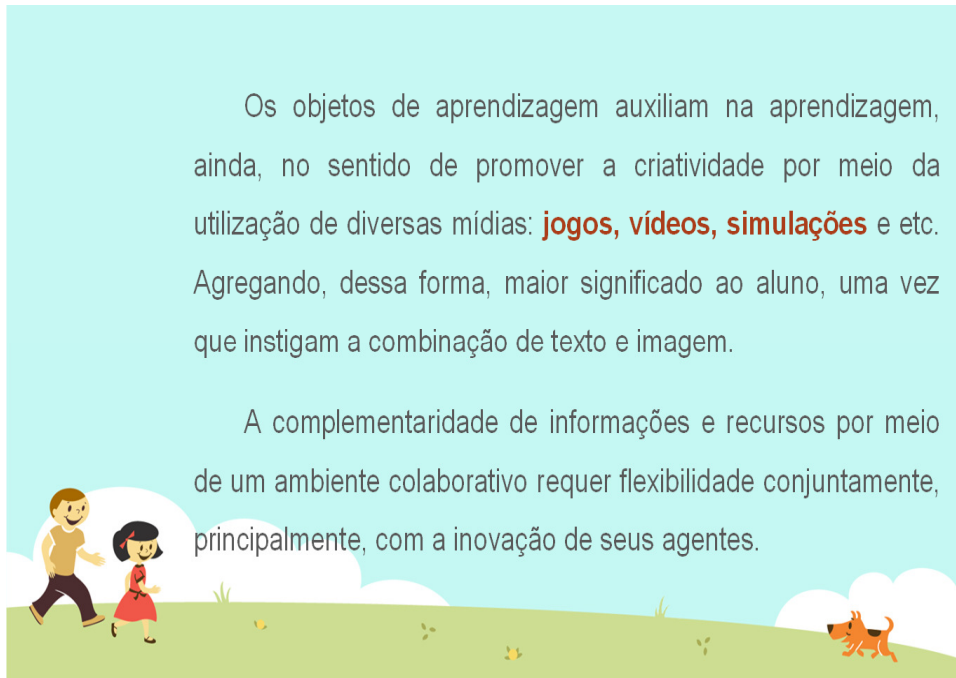 Os objetos de aprendizagem auxiliam na aprendizagem,
ainda, no sentido de promover a criatividade por meio da
utilização de diversas mídias: jogos, vídeos, simulações e etc.
Agregando, dessa forma, maior significado ao aluno, uma vez
que instigam a combinação de texto e imagem.
A complementaridade de informações e recursos por meio
de um ambiente colaborativo requer flexibilidade conjuntamente,
principalmente, com a inovação de seus agentes.